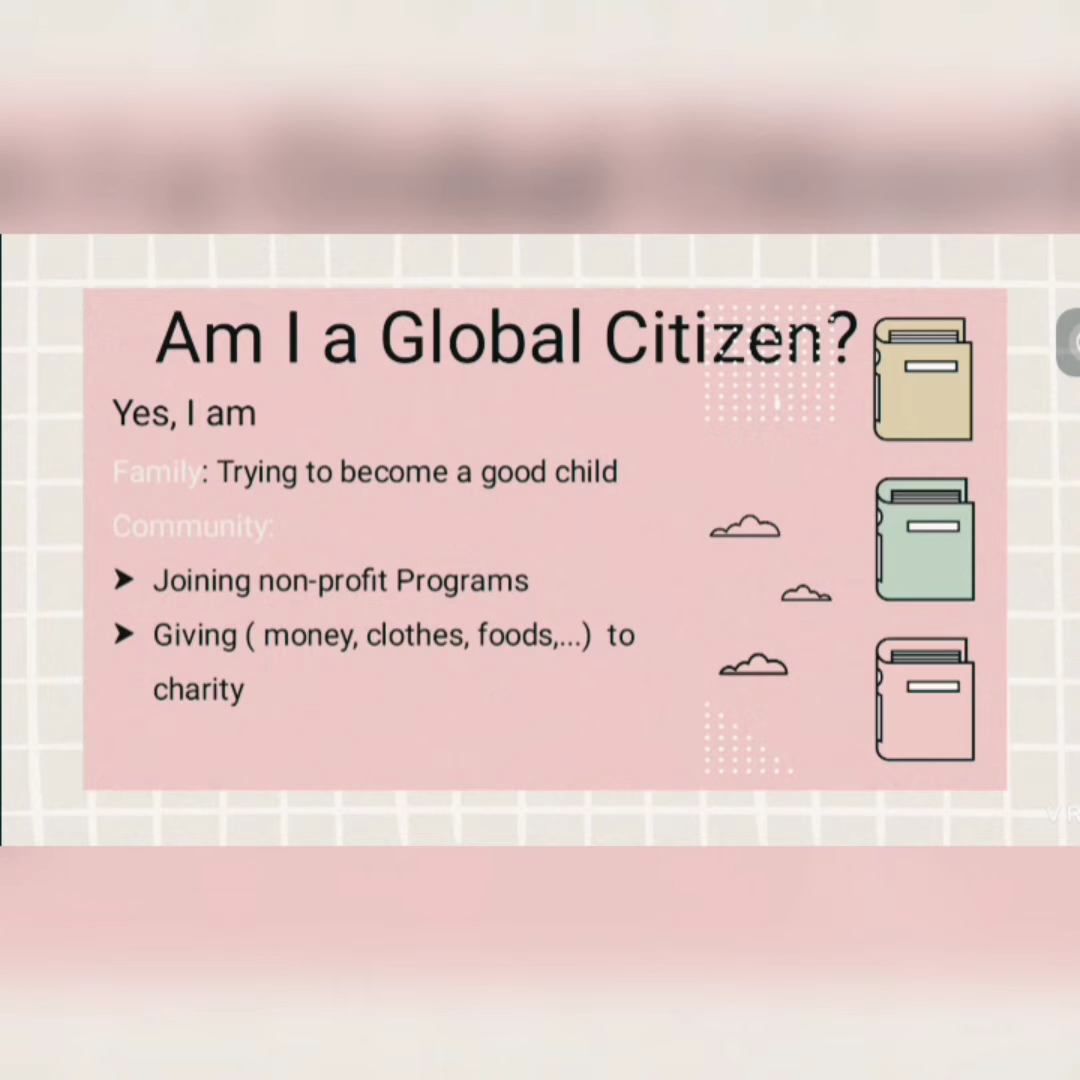 Am I a Global Citizen?
Yes, I am
Family: Trying to become a good child
Community:
➤ Joining non-profit Programs
➤ Giving ( money, clothes, foods,...) to
charity